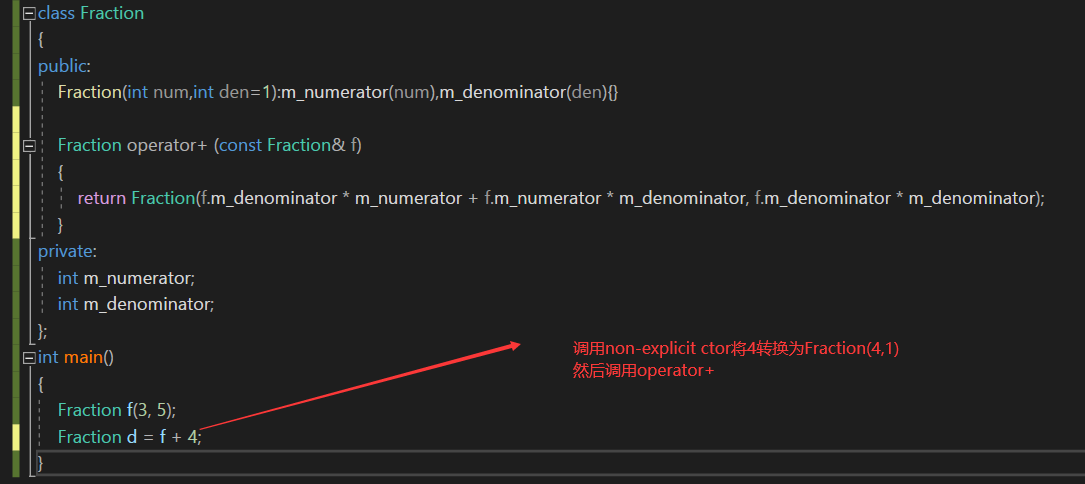 class Fraction
{
public:
Fraction(int num,int den=1):m_numerator(num),m_denominator(den){}
Fraction operator+ (const Fraction& f)
{
return Fraction(f.m_denominator * m_numerator + f.m_numerator * m_denominator, f.m_denominator * m_denominator);
}
private:
int m_numerator;
int m_denominator;
};
int main()
{
Fraction f(3, 5);
Fraction d = f + 4;
}
调用non-explicit ctor将4转换为Fraction(4,1)
然后调用operator+